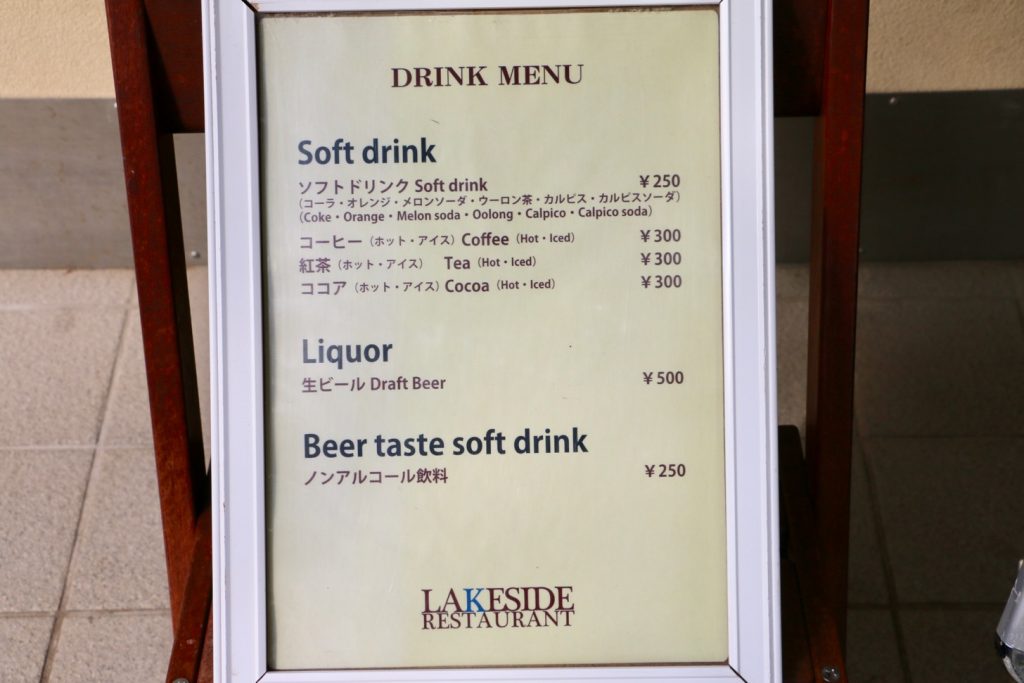 DRINK MENU
Soft drink
ソフトドリンク Soft drink ¥250
(コーラ・オレンジ・メロンソーダ・ウーロン茶・カルピス・カルピスソーダ)
(Coke・Orange・Melon soda・Oolong・Calpico・Calpico soda)
コーヒー(ホット・アイス) Coffee (Hot・Iced) ¥300
紅茶(ホット・アイス) Tea (Hot・Iced) ¥300
ココア(ホット・アイス) Cocoa (Hot・Iced) ¥300
Liquor
生ビール Draft Beer ¥500
Beer taste soft drink
ノンアルコール飲料 ¥250
LAKESIDE
RESTAURANT